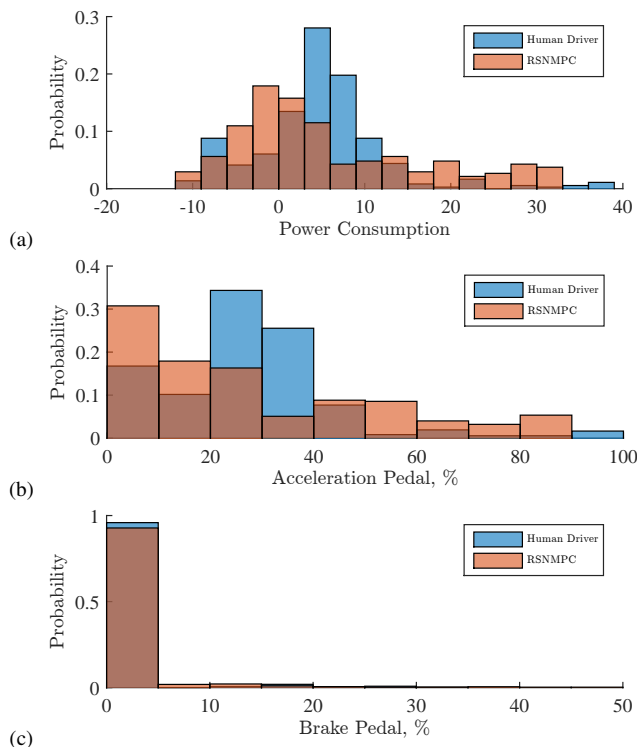 0.3
0.2
0.1
0
Probability
Human Driver
RSNMPC
-20 -10 0 10 20 30 40
Power Consumption
(a)
0.4
0.3
0.2
0.1
0
Probability
Human Driver
RSNMPC
0 20 40 60 80 100
Acceleration Pedal, %
(b)
1
0.5
0
Probability
Human Driver
RSNMPC
0 10 20 30 40 50
Brake Pedal, %
(c)